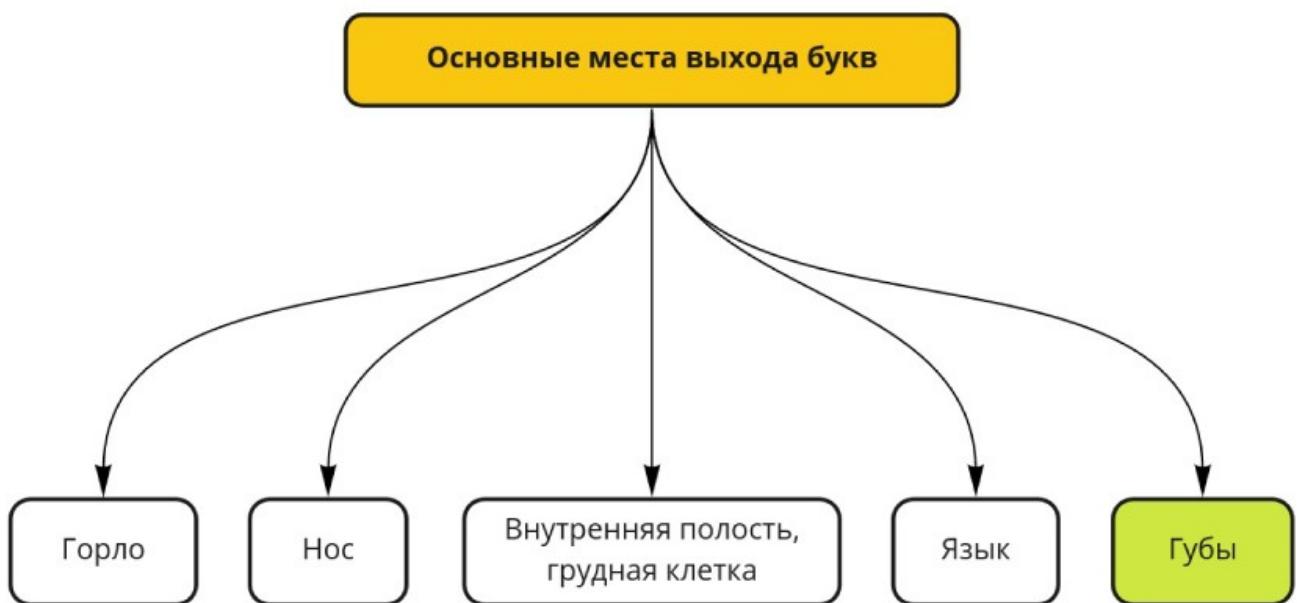 Основные места выхода букв
Горло
Нос
Внутренняя полость,
грудная клетка
Язык
Губы